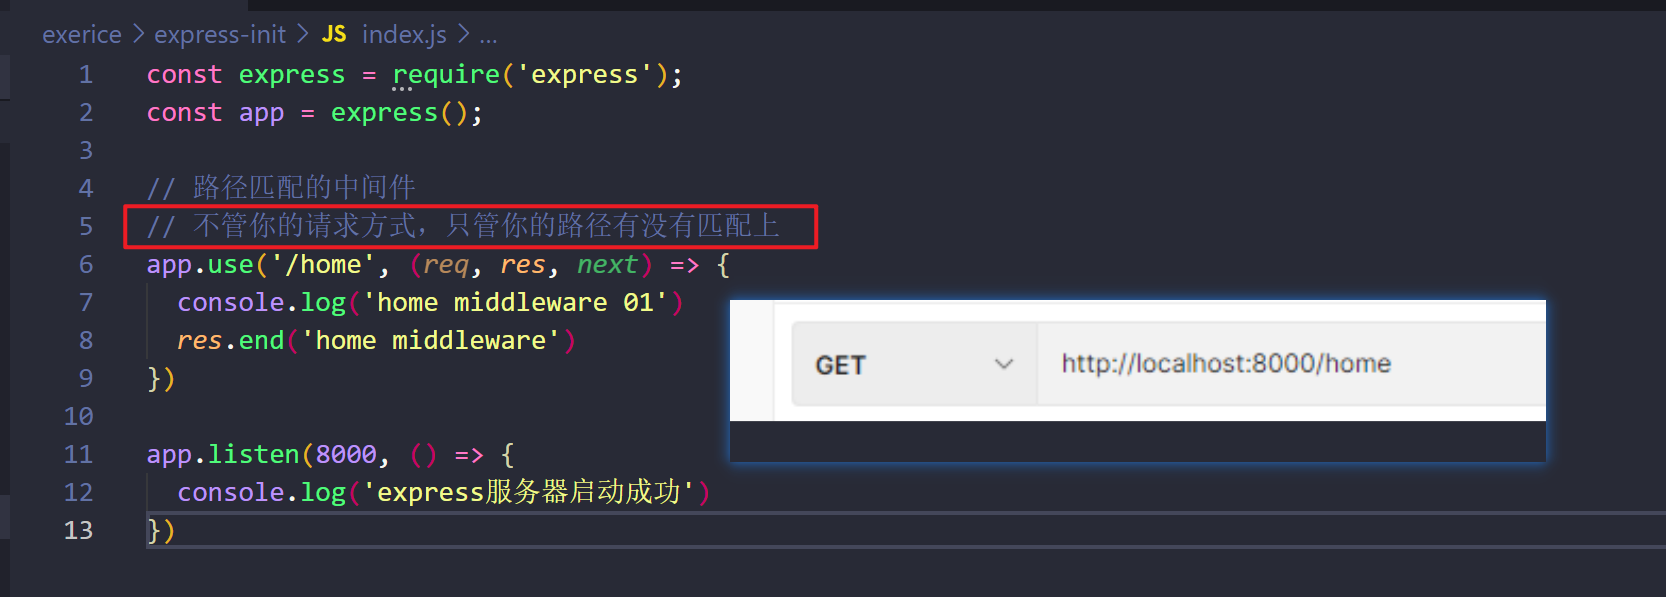 exerice > express-init > JS index.js > ...
1 const express = require('express');
2 const app = express();
3
4 // 路径匹配的中间件
5 // 不管你的请求方式，只管你的路径有没有匹配上
6 app.use('/home', (req, res, next) => {
7 console.log('home middleware 01')
8 res.end('home middleware')
9 })
10
11 app.listen(8000, () => {
12 console.log('express服务器启动成功')
13 })
GET http://localhost:8000/home